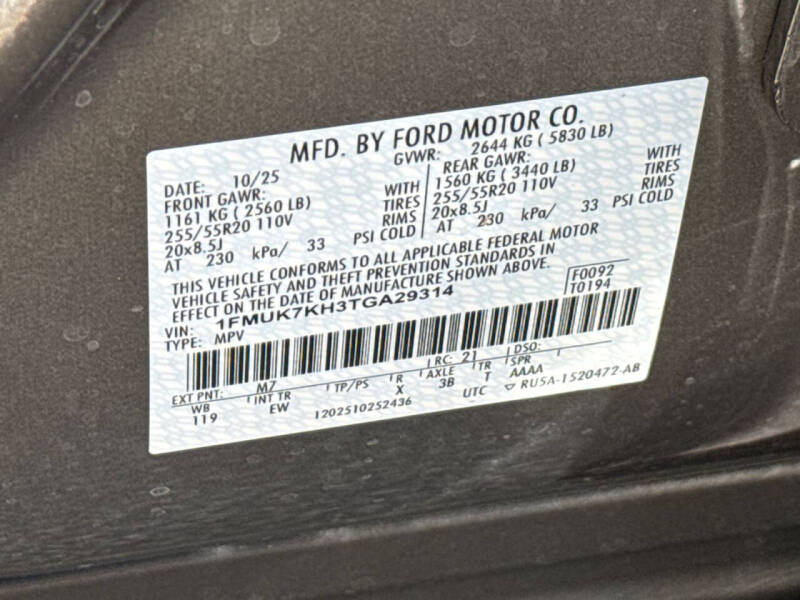 MFD. BY FORD MOTOR CO.
DATE: 10/25 GVWR: 2644 KG ( 5830 LB)
FRONT GAWR: WITH
1161 KG ( 2560 LB) TIRES
255/55R20 110V RIMS
20x8.5J
AT 230 kPa/ 33 PSI COLD
REAR GAWR: WITH
1560 KG ( 3440 LB) TIRES
255/55R20 110V RIMS
20x8.5J
AT 230 kPa/ 33 PSI COLD
THIS VEHICLE CONFORMS TO ALL APPLICABLE FEDERAL MOTOR
VEHICLE SAFETY AND THEFT PREVENTION STANDARDS IN
EFFECT ON THE DATE OF MANUFACTURE SHOWN ABOVE.
F0092
T0194
VIN: 1FMUK7KH3TGA29314
TYPE: MPV
EXT PNT: M7 RC: 21 DSO:
WB INT TR TP/PS R AXLE TR SPR
119 EW X 3B T AAAA
1202510252436 UTC ▽ RU5A-1520472-AB